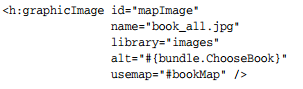 <h:graphicImage id="mapImage"
name="book_all.jpg"
library="images"
alt="#{bundle.ChooseBook}"
usemap="#bookMap" />